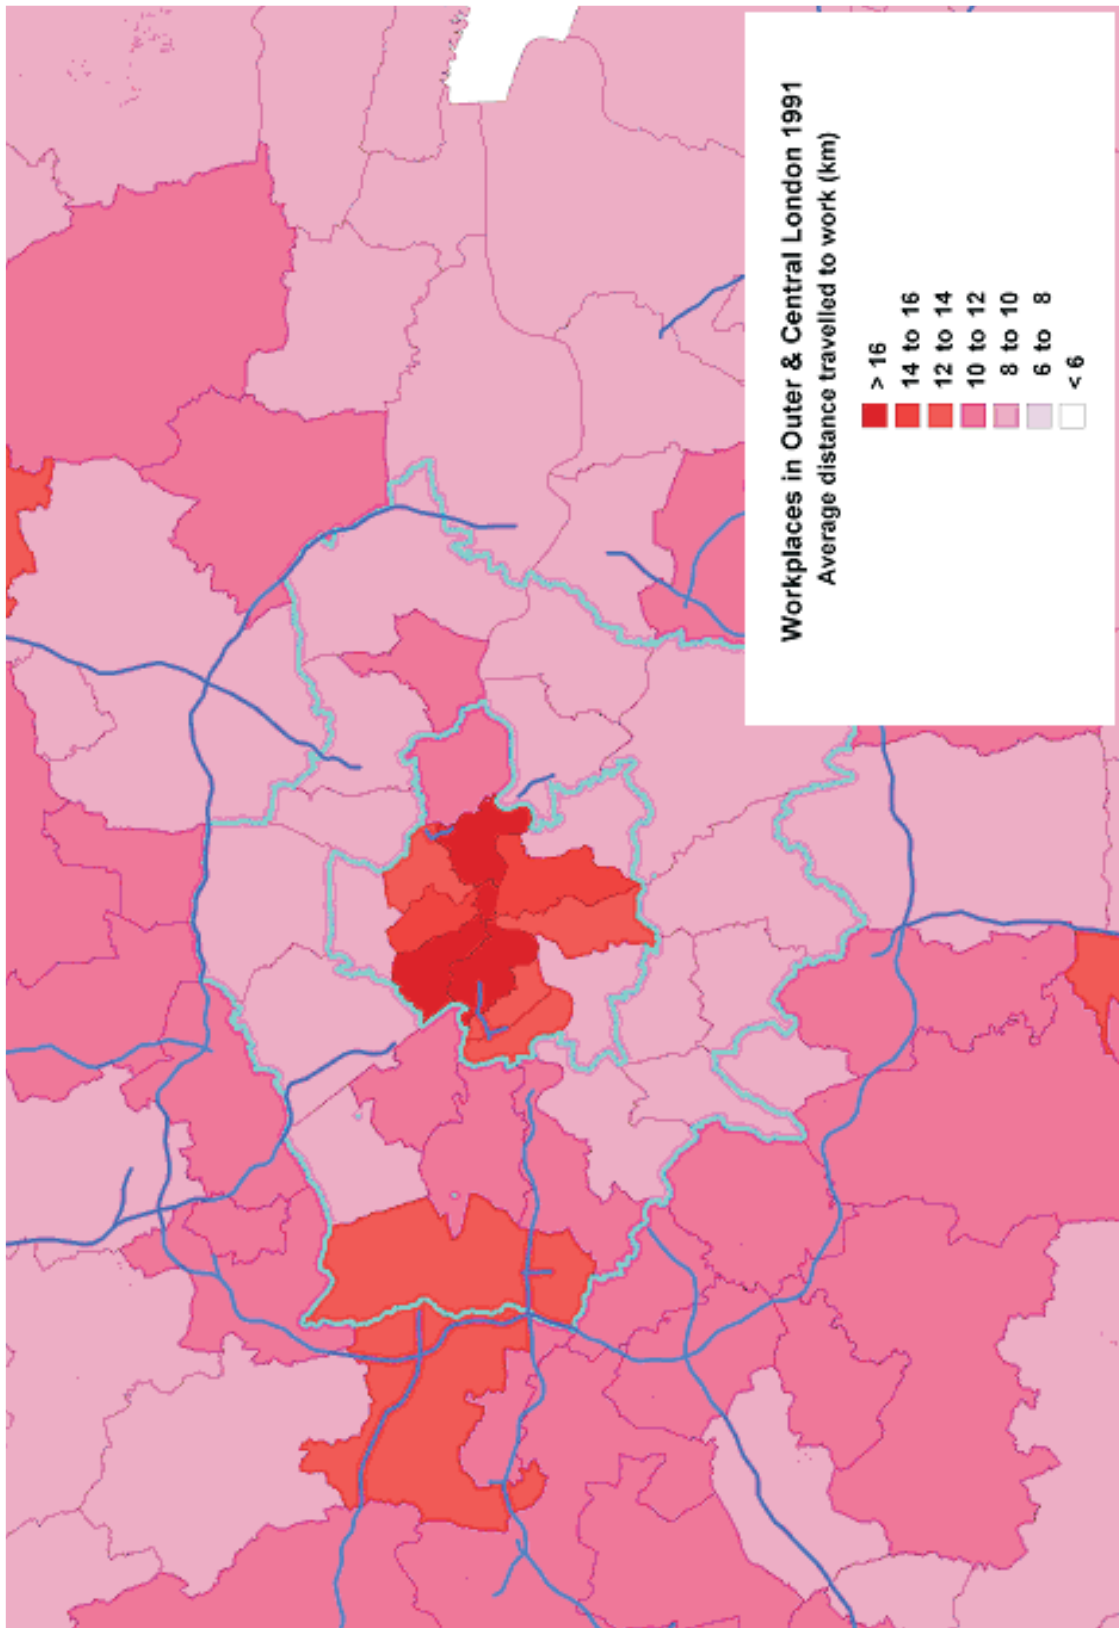 Workplaces in Outer & Central London 1991
Average distance travelled to work (km)
> 16
14 to 16
12 to 14
10 to 12
8 to 10
6 to 8
< 6